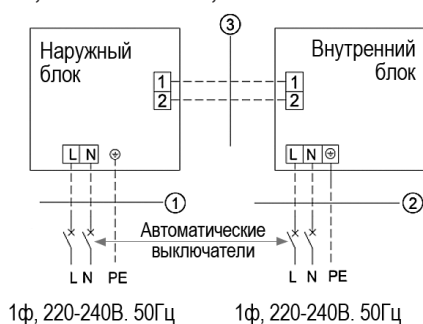 ③
Наружный
блок
Внутренний
блок
1
2
1
2
L N
L N
①
②
Автоматические
выключатели
L N PE
L N PE
1ф, 220-240В. 50Гц
1ф, 220-240В. 50Гц